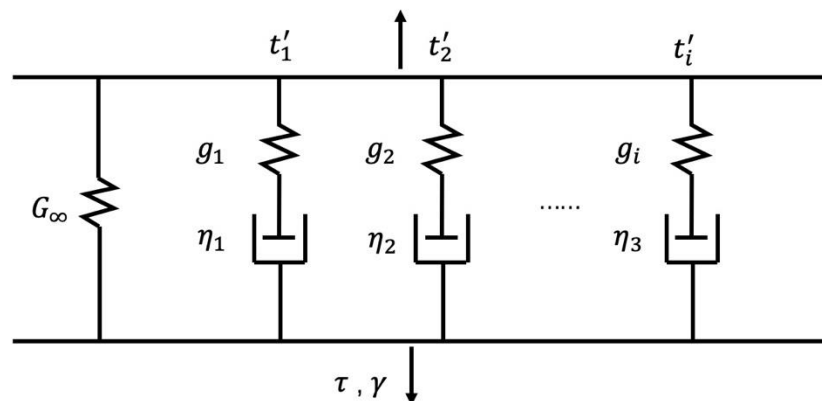 t′₁ t′₂ t′ᵢ
g₁ g₂ gᵢ
G∞
η₁ η₂ ...... η₃
τ , γ